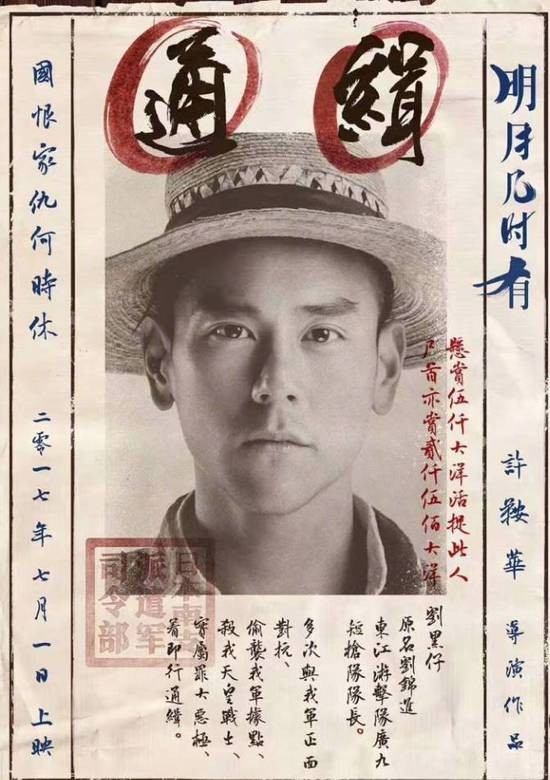 通緝
明月几时有
許鞍華 導演作品
國恨家仇何時休
二零一七年七月一日上映
懸賞伍仟大洋活捉此人
尸首亦賞貳仟伍佰大洋
劉黑仔
原名劉錦進
東江游擊隊廣九
短槍隊隊長。
多次與我軍正面
對抗、
偷襲我軍據點、
殺我天皇戰士、
實屬罪大惡極、
着即行通緝。
日本南支
派遣军
司令部